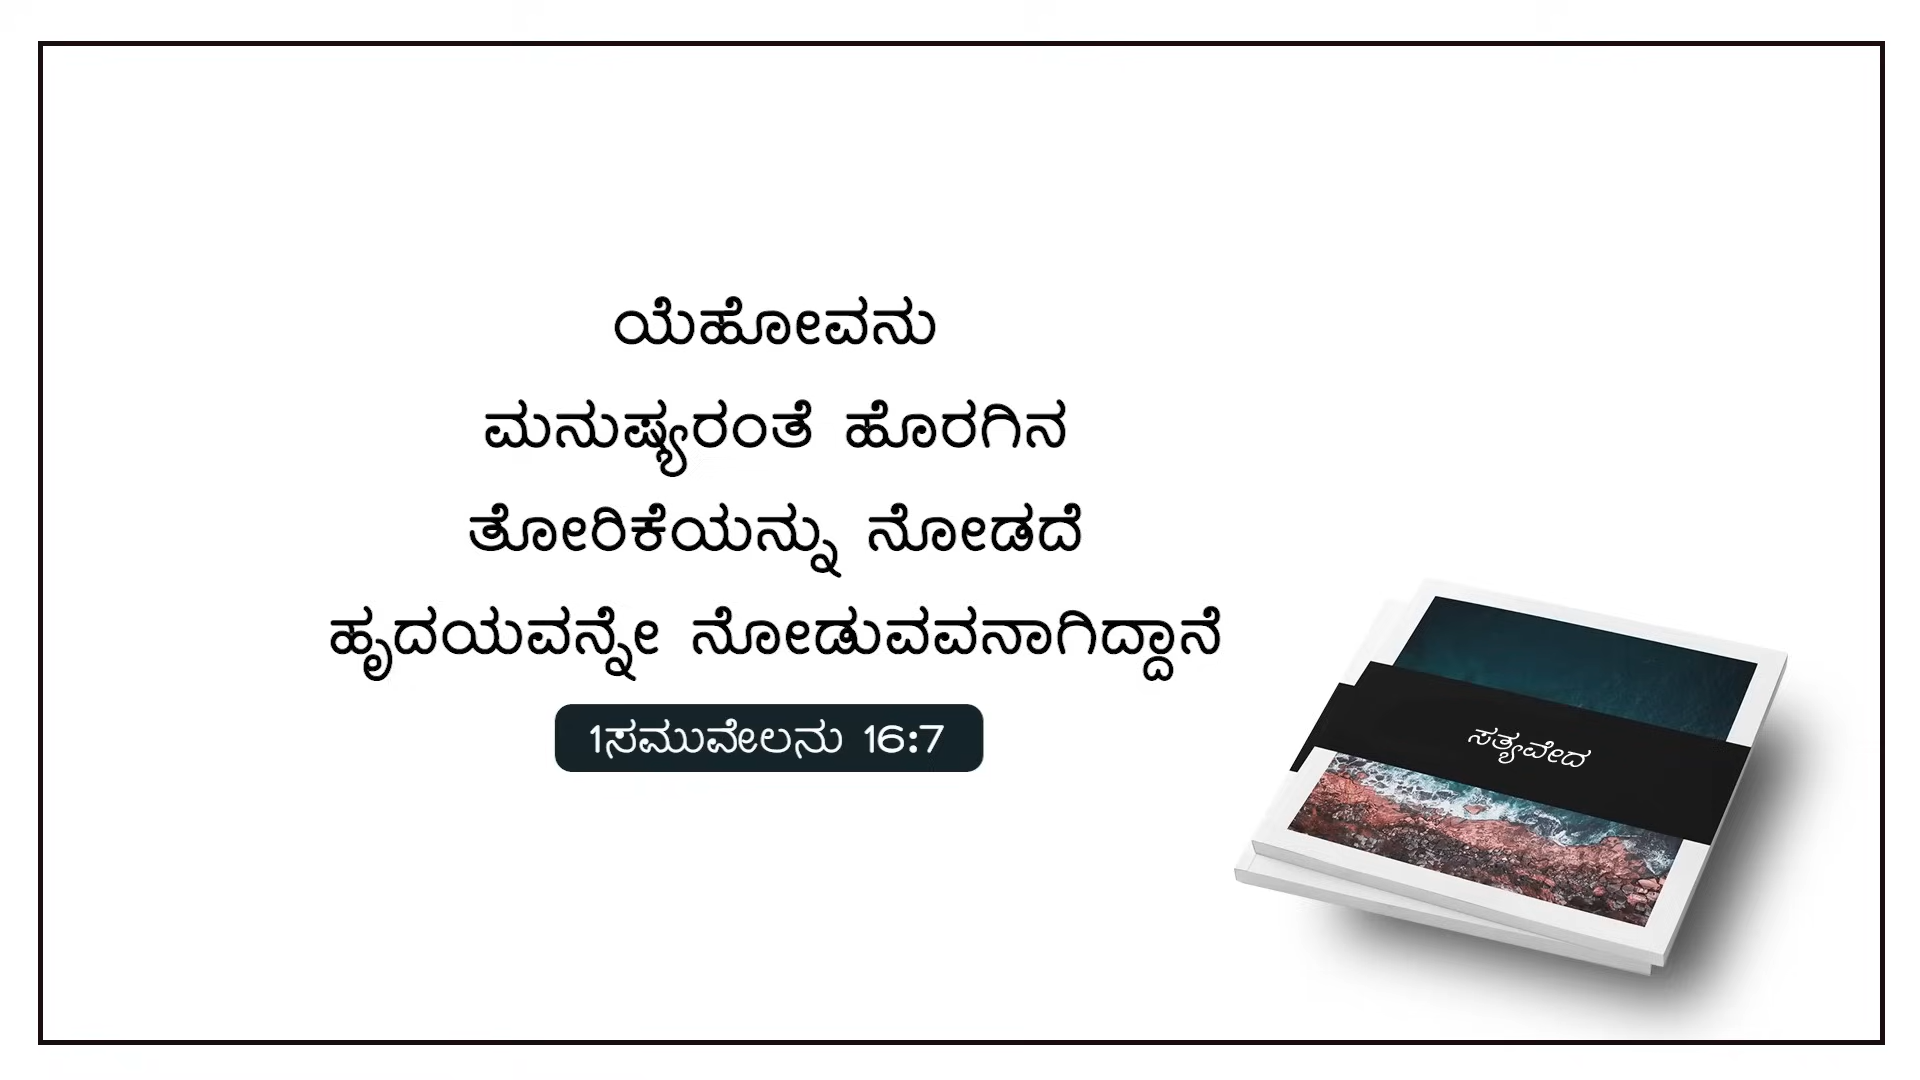 ಯೆಹೋವನು
ಮನುಷ್ಯರಂತೆ ಹೊರಗಿನ
ತೋರಿಕೆಯನ್ನು ನೋಡದೆ
ಹೃದಯವನ್ನೇ ನೋಡುವವನಾಗಿದ್ದಾನೆ
1ಸಮುವೇಲನು 16:7
ಸತ್ಯವೇದ